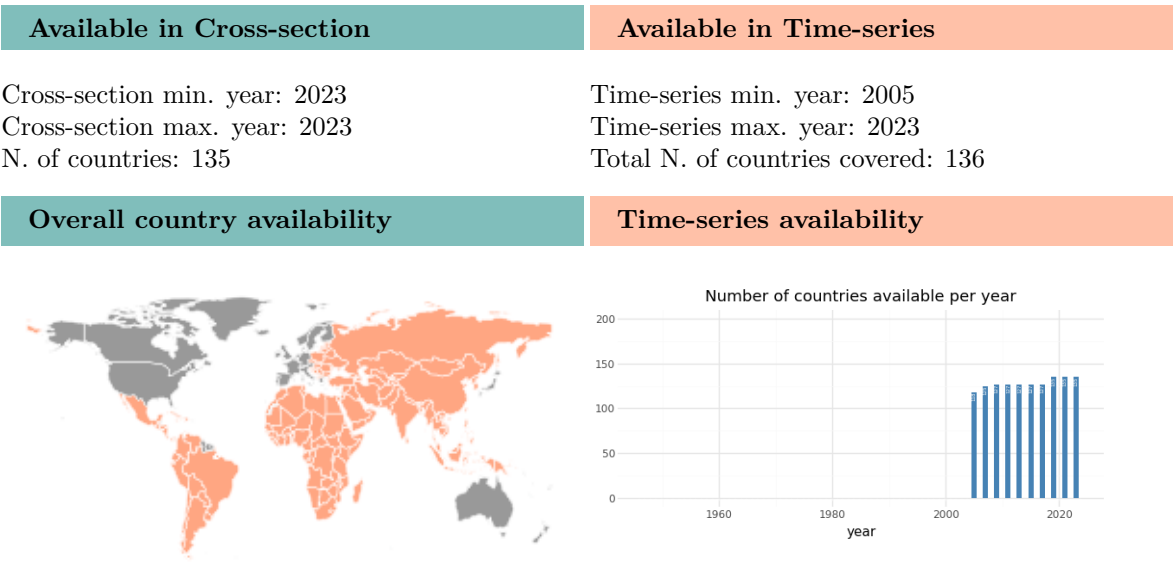 Available in Cross-section
Available in Time-series
Cross-section min. year: 2023
Cross-section max. year: 2023
N. of countries: 135
Time-series min. year: 2005
Time-series max. year: 2023
Total N. of countries covered: 136
Overall country availability
Time-series availability
Number of countries available per year
200
150
100
50
0
1960
1980
2000
2020
year